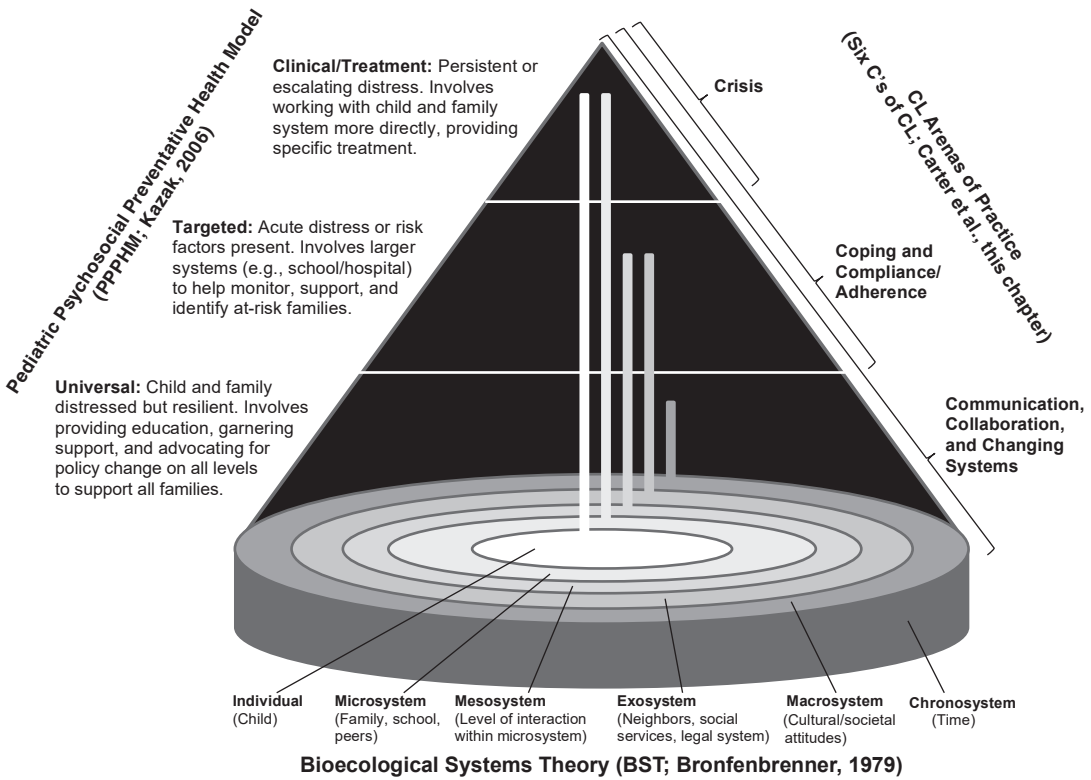 Pediatric Psychosocial Preventative Health Model
(PPPHM; Kazak, 2006)
Clinical/Treatment: Persistent or
escalating distress. Involves
working with child and family
system more directly, providing
specific treatment.
Targeted: Acute distress or risk
factors present. Involves larger
systems (e.g., school/hospital)
to help monitor, support, and
identify at-risk families.
Universal: Child and family
distressed but resilient. Involves
providing education, garnering
support, and advocating for
policy change on all levels
to support all families.
CL Arenas of Practice
(Six C's of CL; Carter et al., this chapter)
Crisis
Coping and
Compliance/
Adherence
Communication,
Collaboration,
and Changing
Systems
Individual
(Child)
Microsystem
(Family, school,
peers)
Mesosystem
(Level of interaction
within microsystem)
Exosystem
(Neighbors, social
services, legal system)
Macrosystem
(Cultural/societal
attitudes)
Chronosystem
(Time)
Bioecological Systems Theory (BST; Bronfenbrenner, 1979)